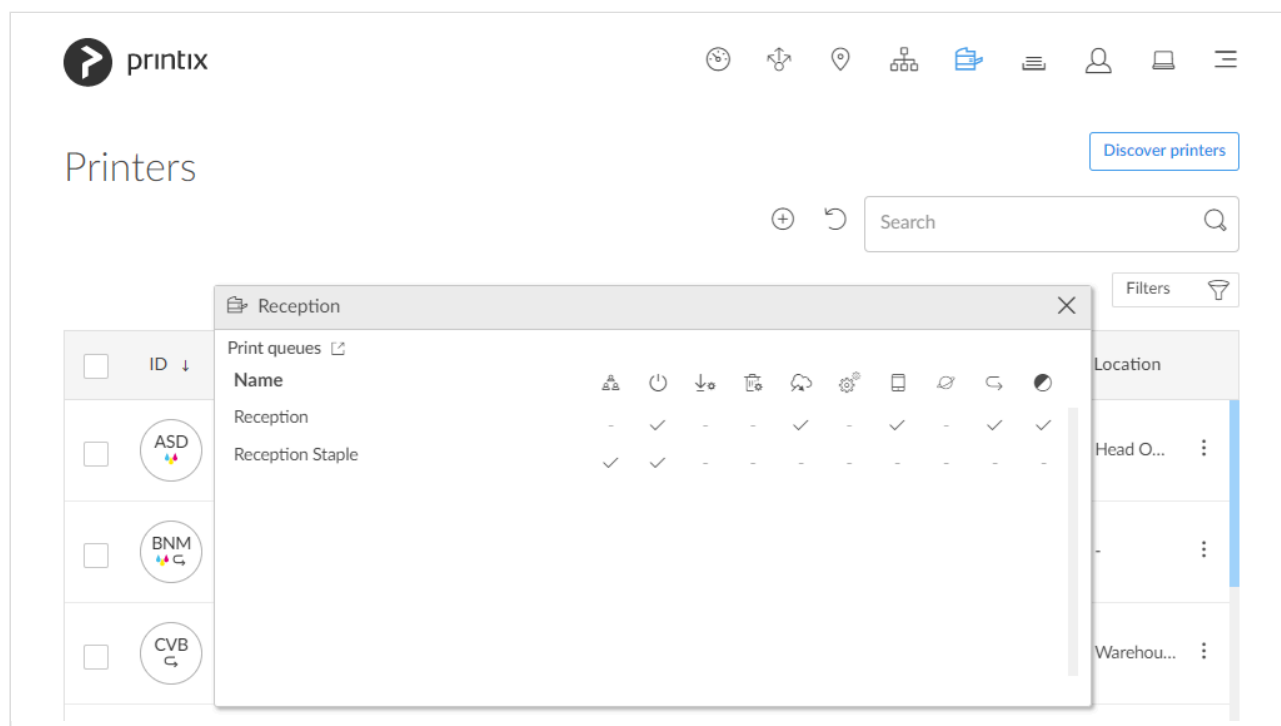 printix
Printers
Discover printers
Search
Filters
Reception
Print queues
Name
Reception
- - - - -
Reception Staple
- - - - - - - -
ID ↓
Location
ASD
Head O...
BNM
-
CVB
Warehou...